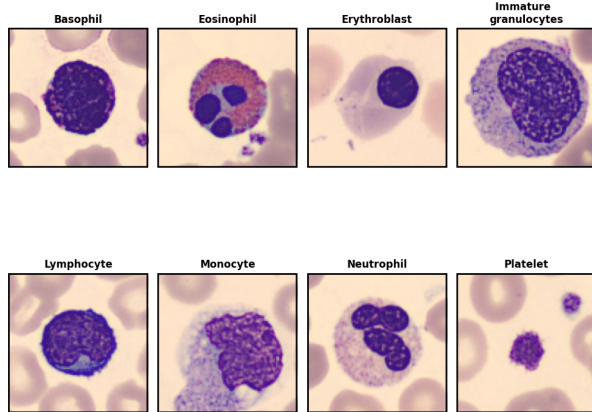 Basophil
Eosinophil
Erythroblast
Immature
granulocytes
Lymphocyte
Monocyte
Neutrophil
Platelet